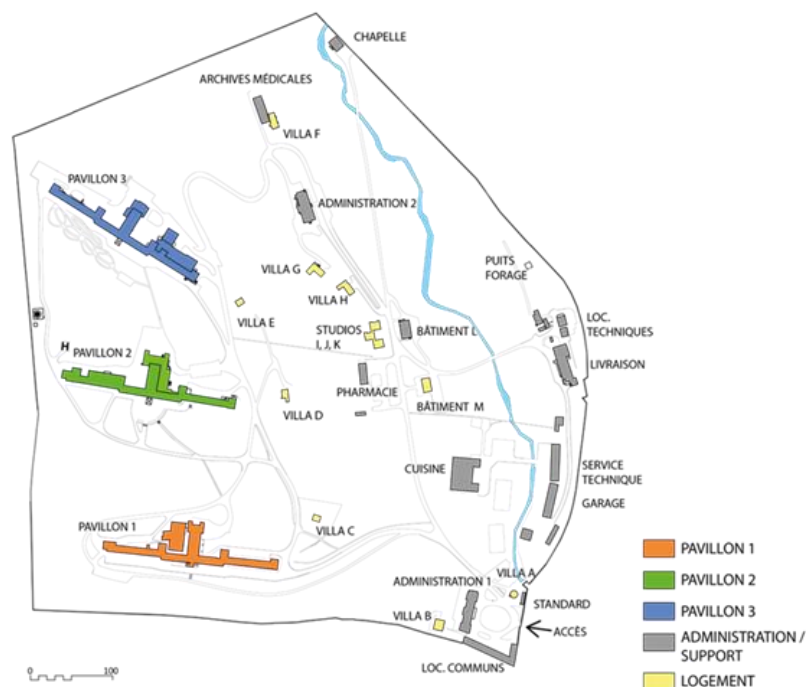 CHAPELLE
ARCHIVES MÉDICALES
VILLA F
PAVILLON 3
ADMINISTRATION 2
VILLA G
PUITS
FORAGE
VILLA H
VILLA E
STUDIOS
I, J, K
BÂTIMENT L
LOC.
TECHNIQUES
H
PAVILLON 2
LIVRAISON
PHARMACIE
VILLA D
BÂTIMENT M
CUISINE
SERVICE
TECHNIQUE
GARAGE
PAVILLON 1
VILLA C
VILLA A
ADMINISTRATION 1
STANDARD
VILLA B
ACCÈS
LOC. COMMUNS
0 100
PAVILLON 1
PAVILLON 2
PAVILLON 3
ADMINISTRATION /
SUPPORT
LOGEMENT